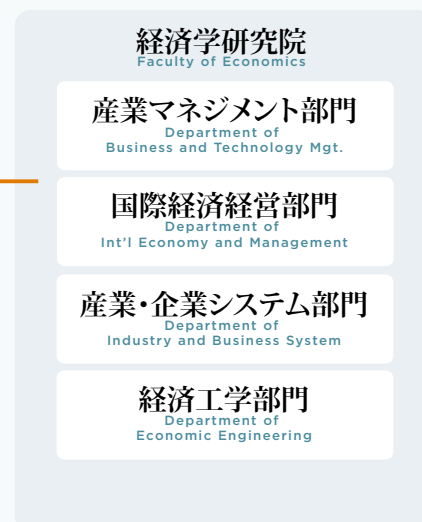 経済学研究院
Faculty of Economics
産業マネジメント部門
Department of
Business and Technology Mgt.
国際経済経営部門
Department of
Int'l Economy and Management
産業・企業システム部門
Department of
Industry and Business System
経済工学部門
Department of
Economic Engineering